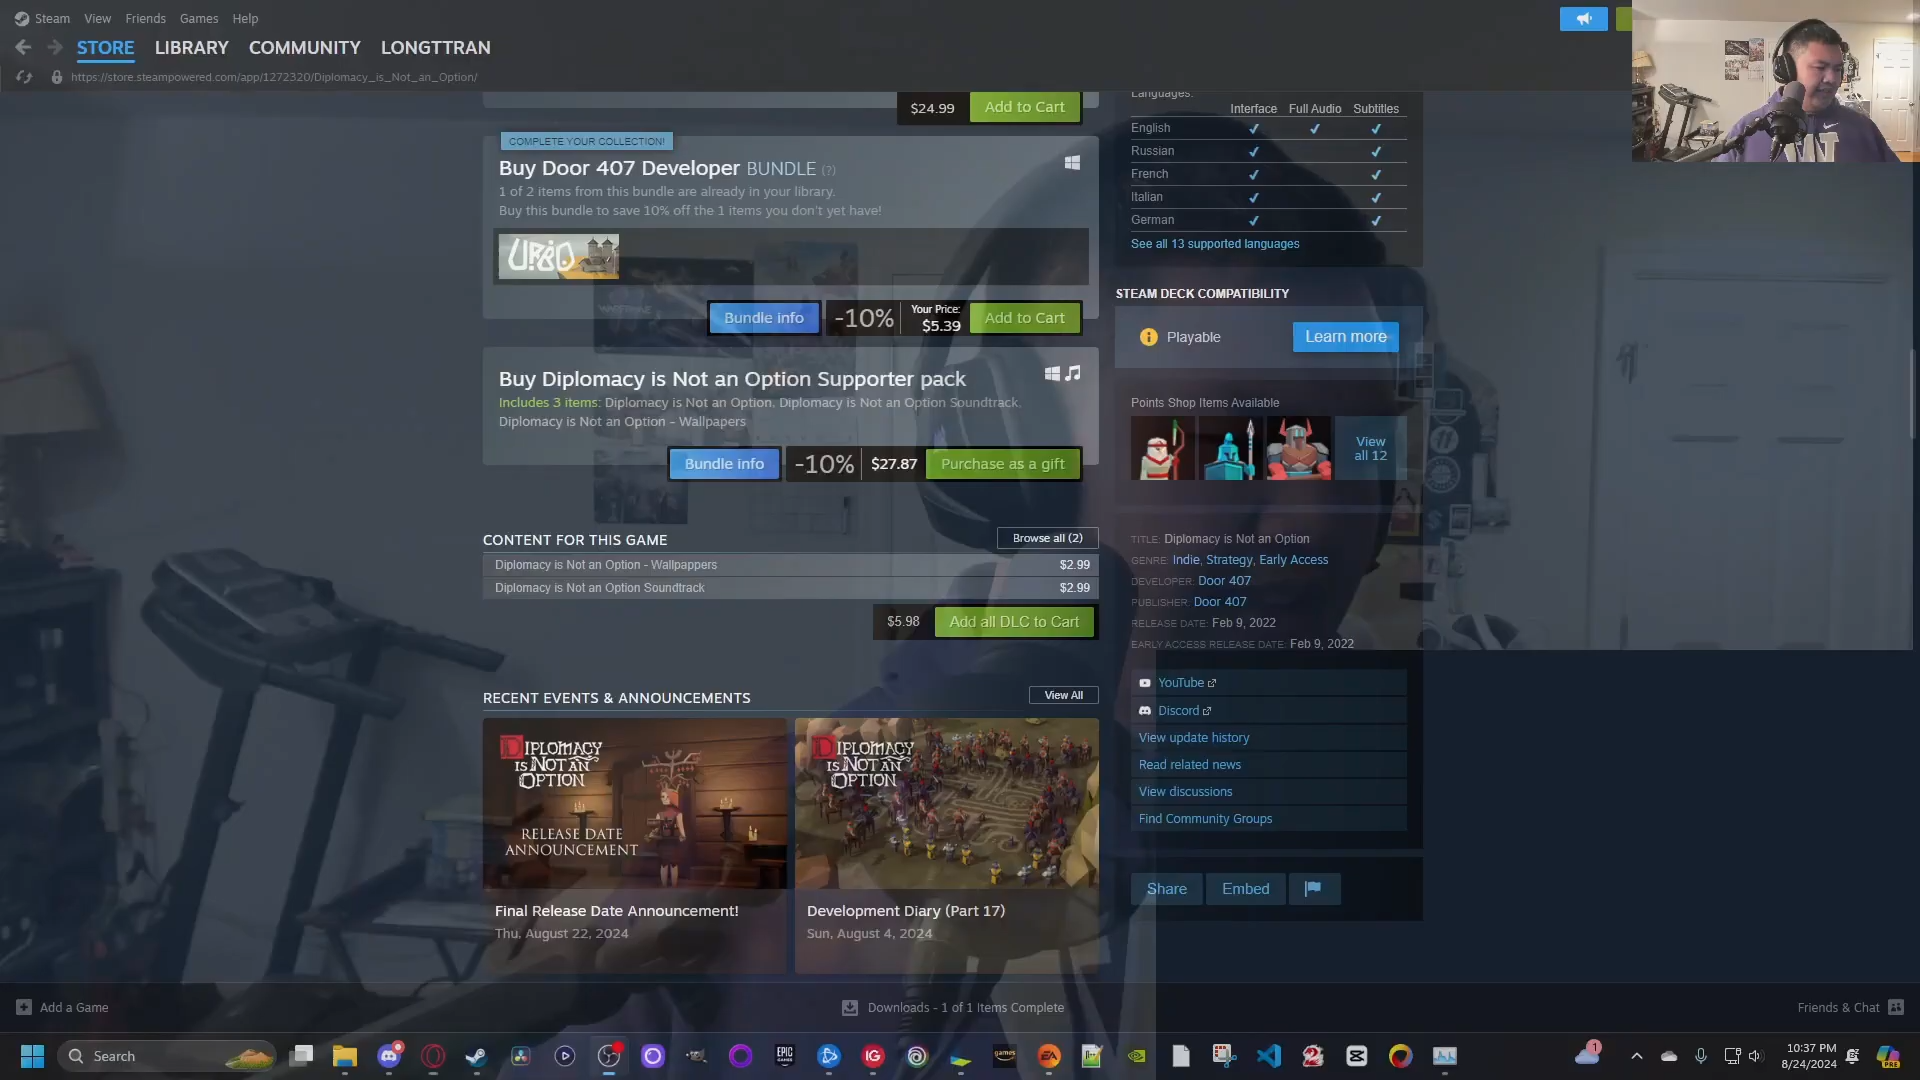 Steam View Friends Games Help
STORE LIBRARY COMMUNITY LONGTTRAN
https://store.steampowered.com/app/1272320/Diplomacy_is_Not_an_Option/
$24.99 Add to Cart
COMPLETE YOUR COLLECTION!
Buy Door 407 Developer BUNDLE (?)
1 of 2 items from this bundle are already in your library.
Buy this bundle to save 10% off the 1 items you don't yet have!
URBO
Bundle info -10% Your Price: $5.39 Add to Cart
Buy Diplomacy is Not an Option Supporter pack
Includes 3 items: Diplomacy is Not an Option, Diplomacy is Not an Option Soundtrack,
Diplomacy is Not an Option - Wallpapers
Bundle info -10% $27.87 Purchase as a gift
CONTENT FOR THIS GAME Browse all (2)
Diplomacy is Not an Option - Wallpappers $2.99
Diplomacy is Not an Option Soundtrack $2.99
$5.98 Add all DLC to Cart
RECENT EVENTS & ANNOUNCEMENTS View All
DIPLOMACY
IS NOT AN
OPTION
RELEASE DATE
ANNOUNCEMENT
Final Release Date Announcement!
Thu, August 22, 2024
DIPLOMACY
IS NOT AN
OPTION
Development Diary (Part 17)
Sun, August 4, 2024
Languages:
Interface Full Audio Subtitles
English
Russian
French
Italian
German
See all 13 supported languages
STEAM DECK COMPATIBILITY
Playable Learn more
Points Shop Items Available
View
all 12
TITLE: Diplomacy is Not an Option
GENRE: Indie, Strategy, Early Access
DEVELOPER: Door 407
PUBLISHER: Door 407
RELEASE DATE: Feb 9, 2022
EARLY ACCESS RELEASE DATE: Feb 9, 2022
YouTube
Discord
View update history
Read related news
View discussions
Find Community Groups
Share Embed
Add a Game
Downloads - 1 of 1 Items Complete
Friends & Chat
Search
EPIC
GAMES
IG
games
EA
1
10:37 PM
8/24/2024
PRE